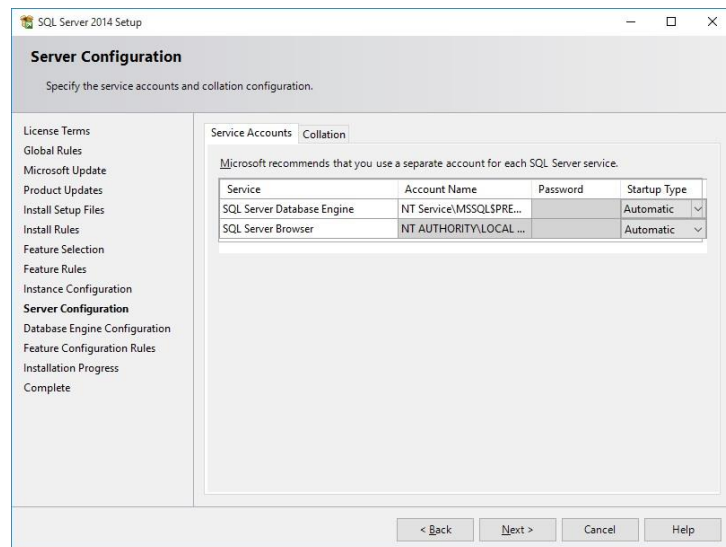 SQL Server 2014 Setup
Server Configuration
Specify the service accounts and collation configuration.
License Terms
Global Rules
Microsoft Update
Product Updates
Install Setup Files
Install Rules
Feature Selection
Feature Rules
Instance Configuration
Server Configuration
Database Engine Configuration
Feature Configuration Rules
Installation Progress
Complete
Service Accounts Collation
Microsoft recommends that you use a separate account for each SQL Server service.
Service Account Name Password Startup Type
SQL Server Database Engine NT Service\MSSQL$PRE... Automatic
SQL Server Browser NT AUTHORITY\LOCAL ... Automatic
< Back Next > Cancel Help